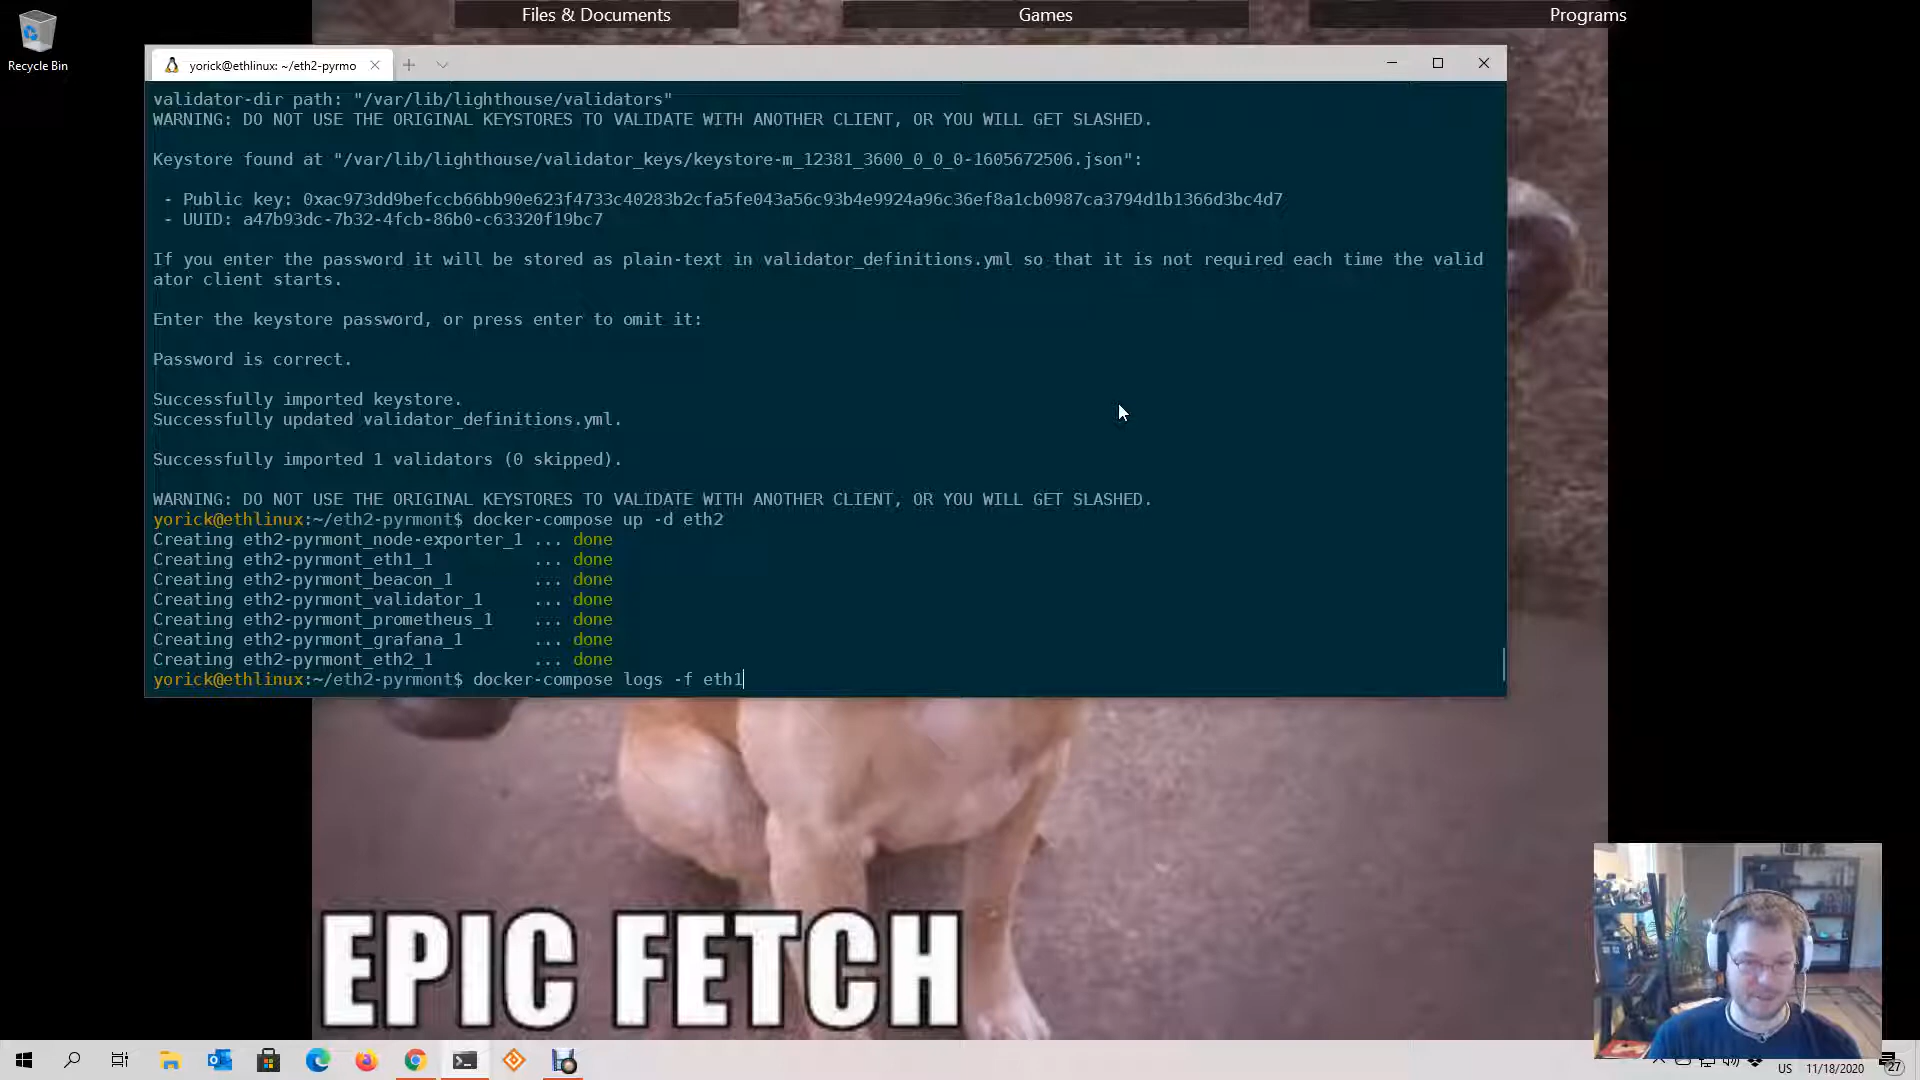 Files & Documents
Games
Programs
Recycle Bin
yorick@ethlinux: ~/eth2-pyrmo
validator-dir path: "/var/lib/lighthouse/validators"
WARNING: DO NOT USE THE ORIGINAL KEYSTORES TO VALIDATE WITH ANOTHER CLIENT, OR YOU WILL GET SLASHED.
Keystore found at "/var/lib/lighthouse/validator_keys/keystore-m_12381_3600_0_0_0-1605672506.json":
- Public key: 0xac973dd9befccb66bb90e623f4733c40283b2cfa5fe043a56c93b4e9924a96c36ef8a1cb0987ca3794d1b1366d3bc4d7
- UUID: a47b93dc-7b32-4fcb-86b0-c63320f19bc7
If you enter the password it will be stored as plain-text in validator_definitions.yml so that it is not required each time the valid
ator client starts.
Enter the keystore password, or press enter to omit it:
Password is correct.
Successfully imported keystore.
Successfully updated validator_definitions.yml.
Successfully imported 1 validators (0 skipped).
WARNING: DO NOT USE THE ORIGINAL KEYSTORES TO VALIDATE WITH ANOTHER CLIENT, OR YOU WILL GET SLASHED.
yorick@ethlinux:~/eth2-pyrmont$ docker-compose up -d eth2
Creating eth2-pyrmont_node-exporter_1 ... done
Creating eth2-pyrmont_eth1_1 ... done
Creating eth2-pyrmont_beacon_1 ... done
Creating eth2-pyrmont_validator_1 ... done
Creating eth2-pyrmont_prometheus_1 ... done
Creating eth2-pyrmont_grafana_1 ... done
Creating eth2-pyrmont_eth2_1 ... done
yorick@ethlinux:~/eth2-pyrmont$ docker-compose logs -f eth1
EPIC FETCH
US
11/18/2020
27